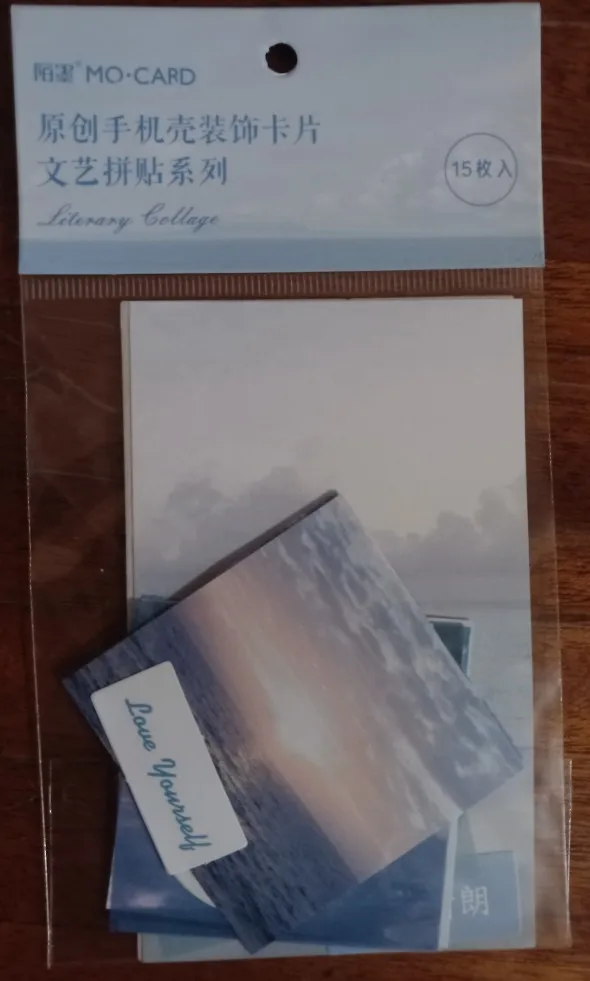 陌墨® MO·CARD
原创手机壳装饰卡片
文艺拼贴系列
15枚入
Literary Collage
Love Yourself
朗